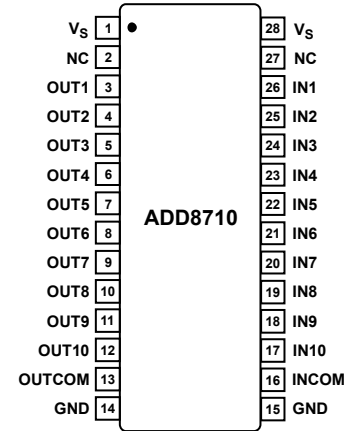 VS 1 28 VS
NC 2 27 NC
OUT1 3 26 IN1
OUT2 4 25 IN2
OUT3 5 24 IN3
OUT4 6 23 IN4
OUT5 7 22 IN5
ADD8710
OUT6 8 21 IN6
OUT7 9 20 IN7
OUT8 10 19 IN8
OUT9 11 18 IN9
OUT10 12 17 IN10
OUTCOM 13 16 INCOM
GND 14 15 GND